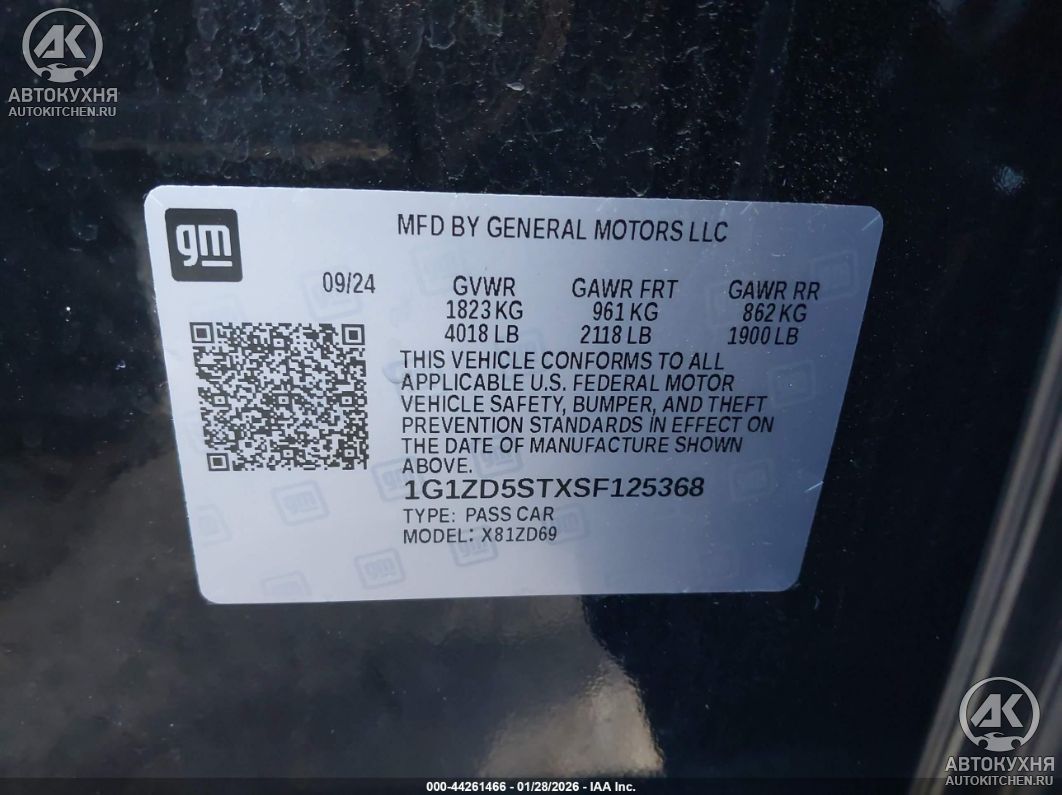 AK
АВТОКУХНЯ
AUTOKITCHEN.RU
gm
MFD BY GENERAL MOTORS LLC
09/24
GVWR GAWR FRT GAWR RR
1823 KG 961 KG 862 KG
4018 LB 2118 LB 1900 LB
THIS VEHICLE CONFORMS TO ALL
APPLICABLE U.S. FEDERAL MOTOR
VEHICLE SAFETY, BUMPER, AND THEFT
PREVENTION STANDARDS IN EFFECT ON
THE DATE OF MANUFACTURE SHOWN
ABOVE.
1G1ZD5STXSF125368
TYPE: PASS CAR
MODEL: X81ZD69
AK
АВТОКУХНЯ
AUTOKITCHEN.RU
000-44261466 - 01/28/2026 - IAA Inc.